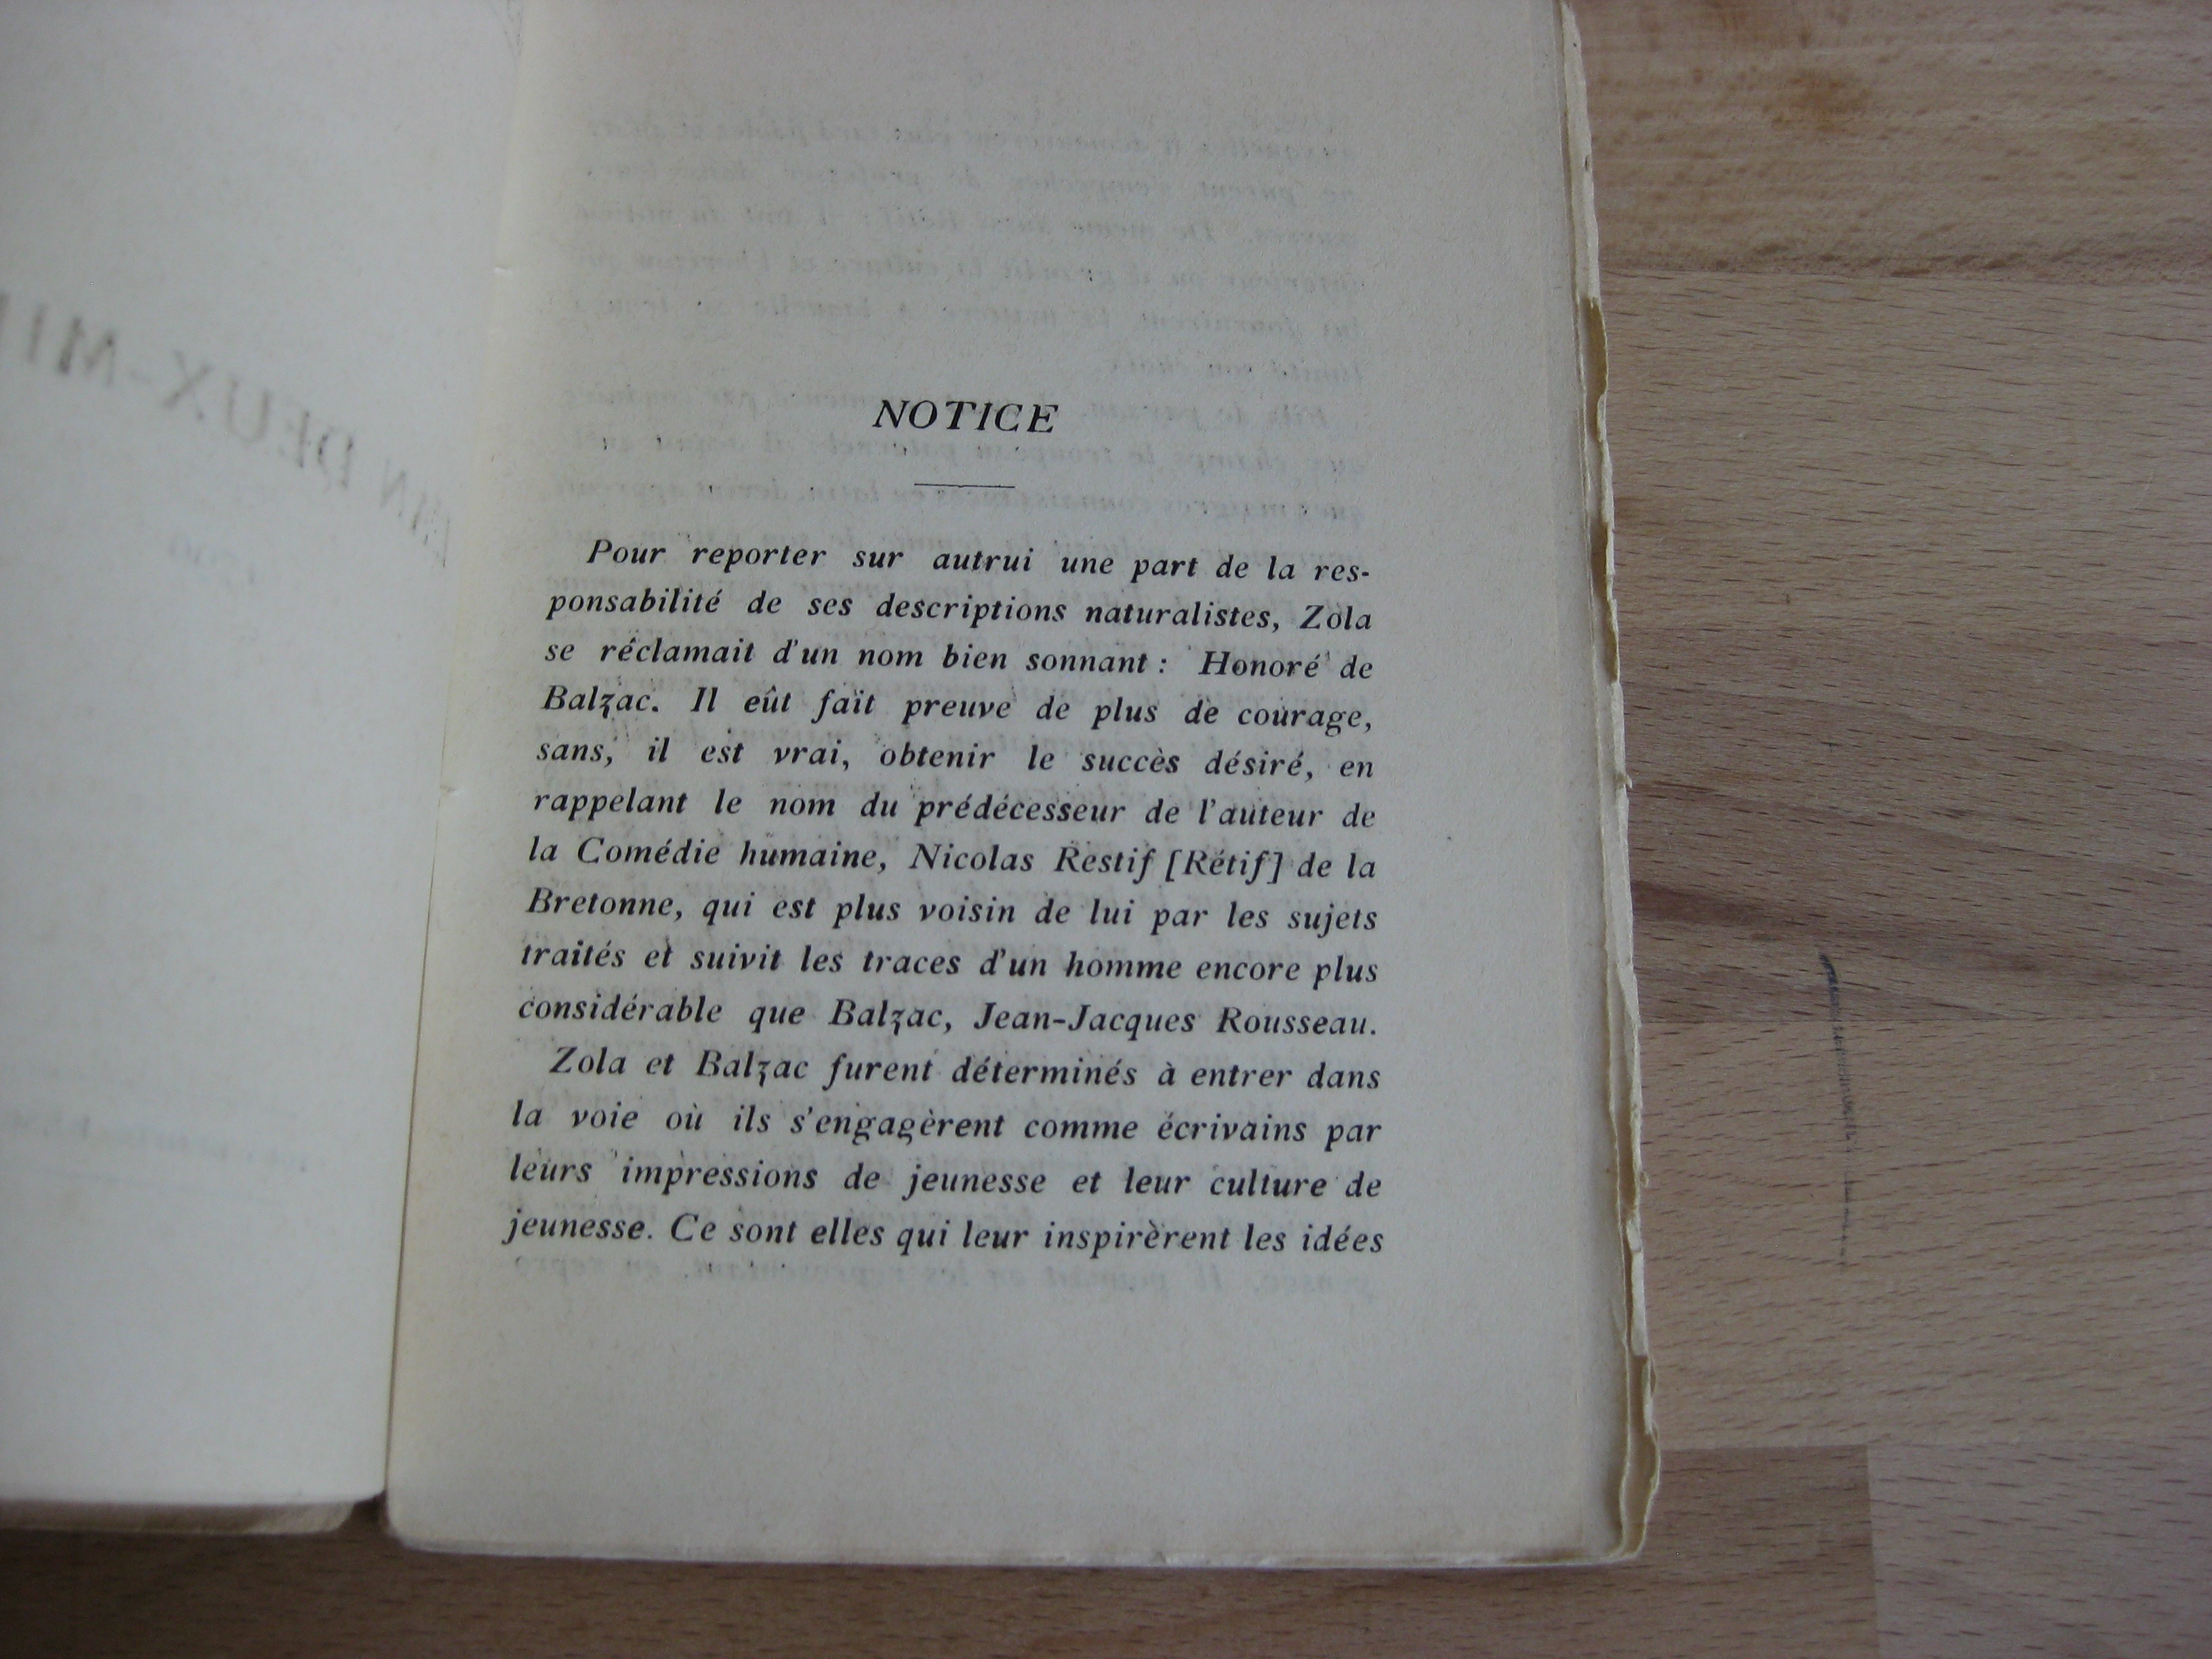 NOTICE
Pour reporter sur autrui une part de la res-
ponsabilité de ses descriptions naturalistes, Zola
se réclamait d'un nom bien sonnant : Honoré de
Balzac. Il eût fait preuve de plus de courage,
sans, il est vrai, obtenir le succès désiré, en
rappelant le nom du prédécesseur de l'auteur de
la Comédie humaine, Nicolas Restif [Rétif] de la
Bretonne, qui est plus voisin de lui par les sujets
traités et suivit les traces d'un homme encore plus
considérable que Balzac, Jean-Jacques Rousseau.
Zola et Balzac furent déterminés à entrer dans
la voie où ils s'engagèrent comme écrivains par
leurs impressions de jeunesse et leur culture de
jeunesse. Ce sont elles qui leur inspirèrent les idées